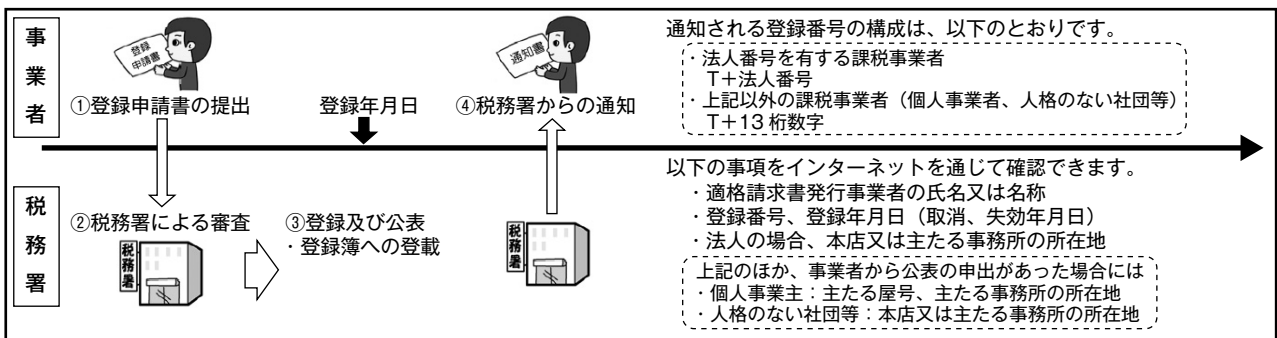 事業者
登録
申請書
①登録申請書の提出
登録年月日
通知書
④税務署からの通知
通知される登録番号の構成は、以下のとおりです。
・法人番号を有する課税事業者
T+法人番号
・上記以外の課税事業者（個人事業者、人格のない社団等）
T+13 桁数字
税務署
②税務署による審査
税務署
③登録及び公表
・登録簿への登載
税務署
以下の事項をインターネットを通じて確認できます。
・適格請求書発行事業者の氏名又は名称
・登録番号、登録年月日（取消、失効年月日）
・法人の場合、本店又は主たる事務所の所在地
上記のほか、事業者から公表の申出があった場合には
・個人事業主：主たる屋号、主たる事務所の所在地
・人格のない社団等：本店又は主たる事務所の所在地